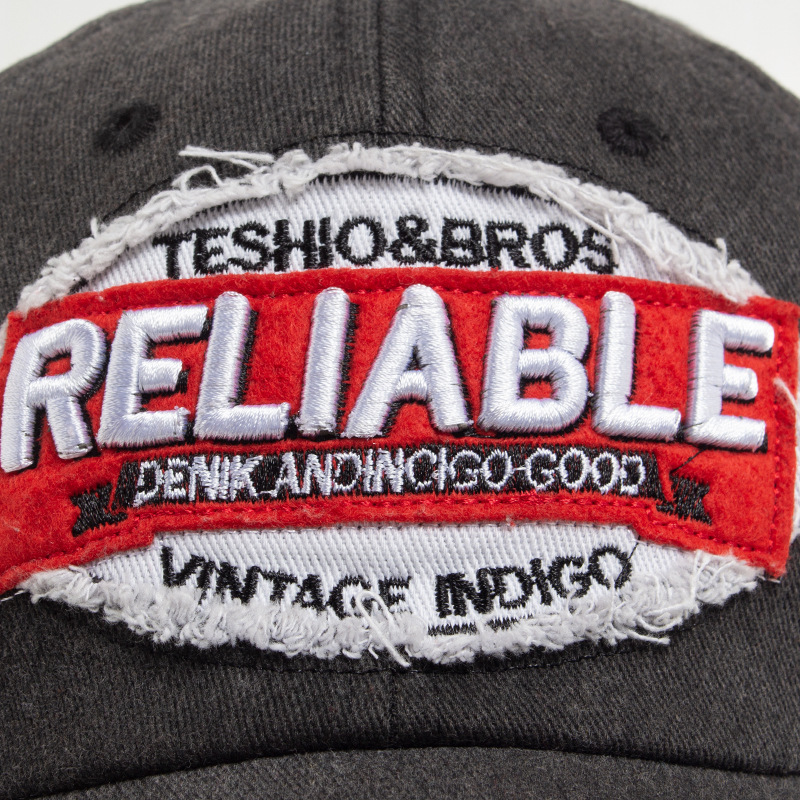 TESHIO&BROS
RELIABLE
DENIK ANDINCIGO-GOOD
VINTAGE INDIGO